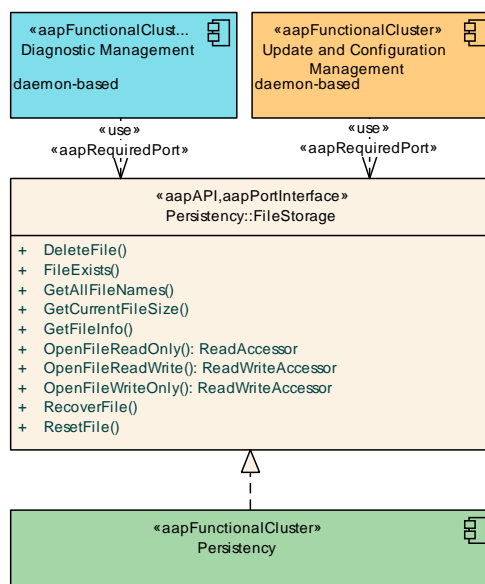 «aapFunctionalClust...
Diagnostic Management
daemon-based
«aapFunctionalCluster»
Update and Configuration
Management
daemon-based
«use»
«aapRequiredPort»
«use»
«aapRequiredPort»
«aapAPI,aapPortInterface»
Persistency::FileStorage
+ DeleteFile()
+ FileExists()
+ GetAllFileNames()
+ GetCurrentFileSize()
+ GetFileInfo()
+ OpenFileReadOnly(): ReadAccessor
+ OpenFileReadWrite(): ReadWriteAccessor
+ OpenFileWriteOnly(): ReadWriteAccessor
+ RecoverFile()
+ ResetFile()
«aapFunctionalCluster»
Persistency